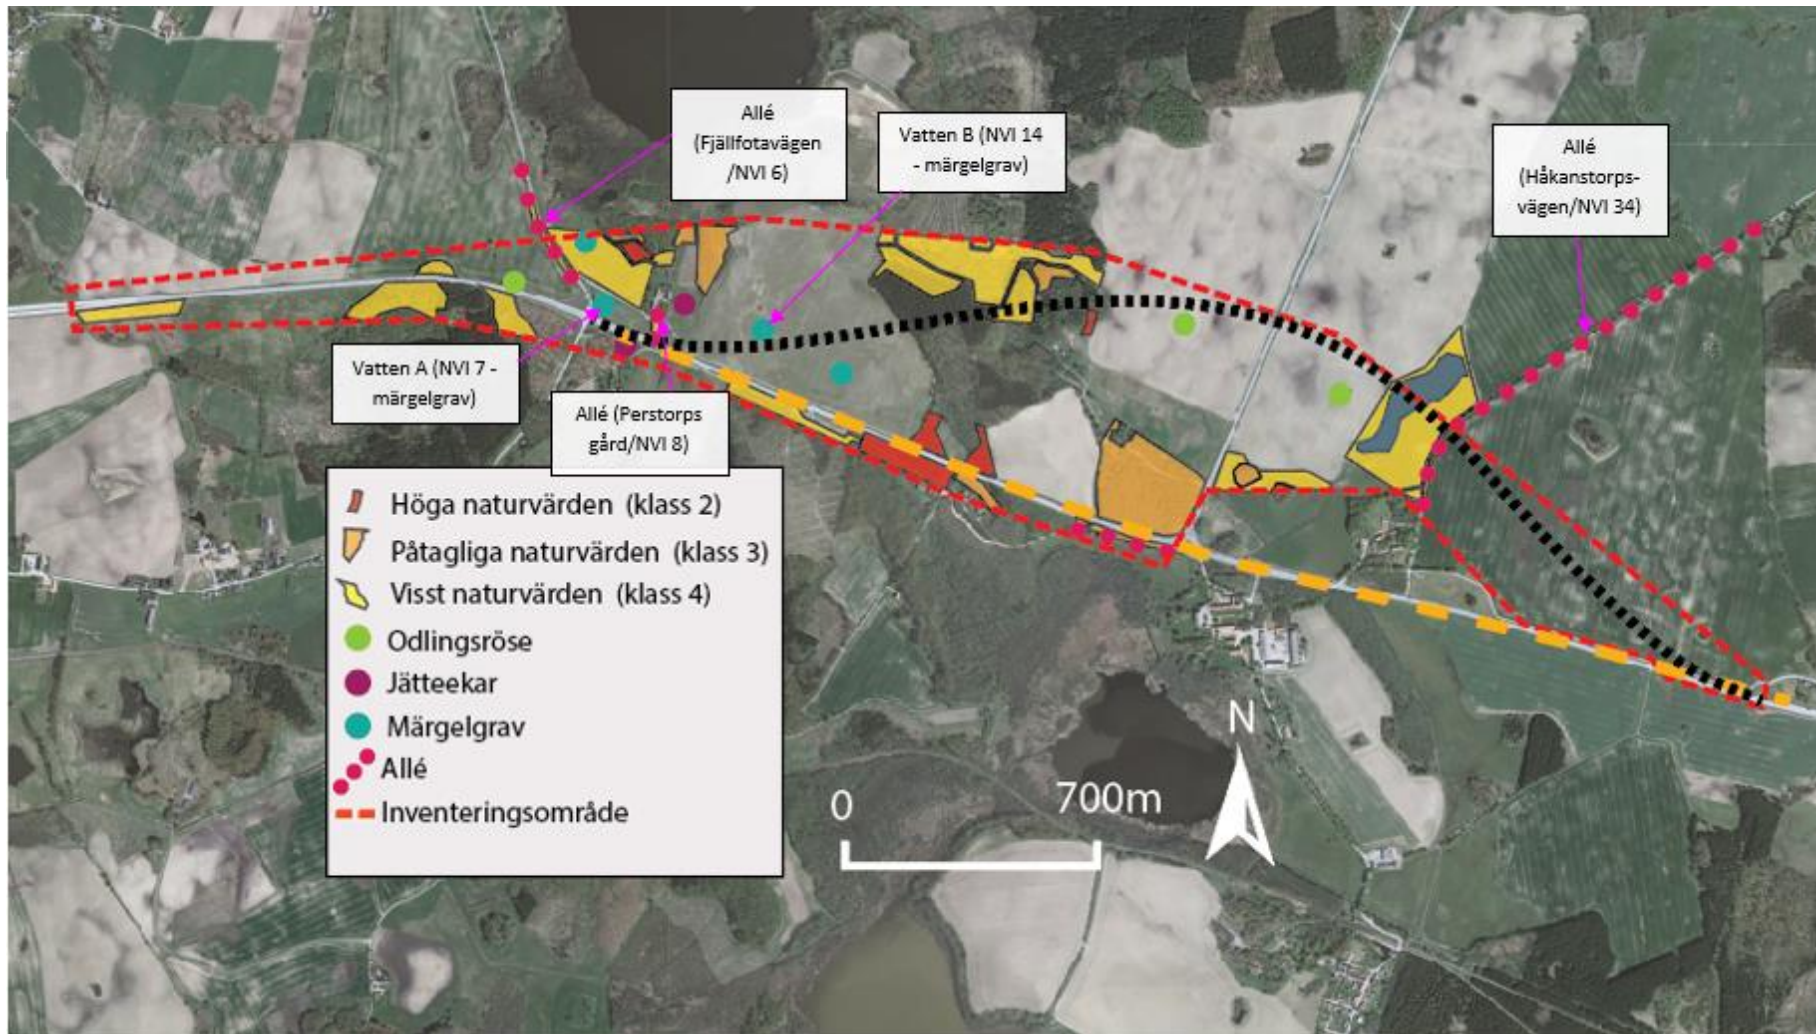 Allé
(Fjällfotavägen
/NVI 6)
Vatten B (NVI 14
- märgelgrav)
Allé
(Håkanstorps-
vägen/NVI 34)
Vatten A (NVI 7 -
märgelgrav)
Allé (Perstorps
gård/NVI 8)
Höga naturvärden (klass 2)
Påtagliga naturvärden (klass 3)
Visst naturvärden (klass 4)
Odlingsröse
Jätteekar
Märgelgrav
Allé
Inventeringsområde
0
700m
N